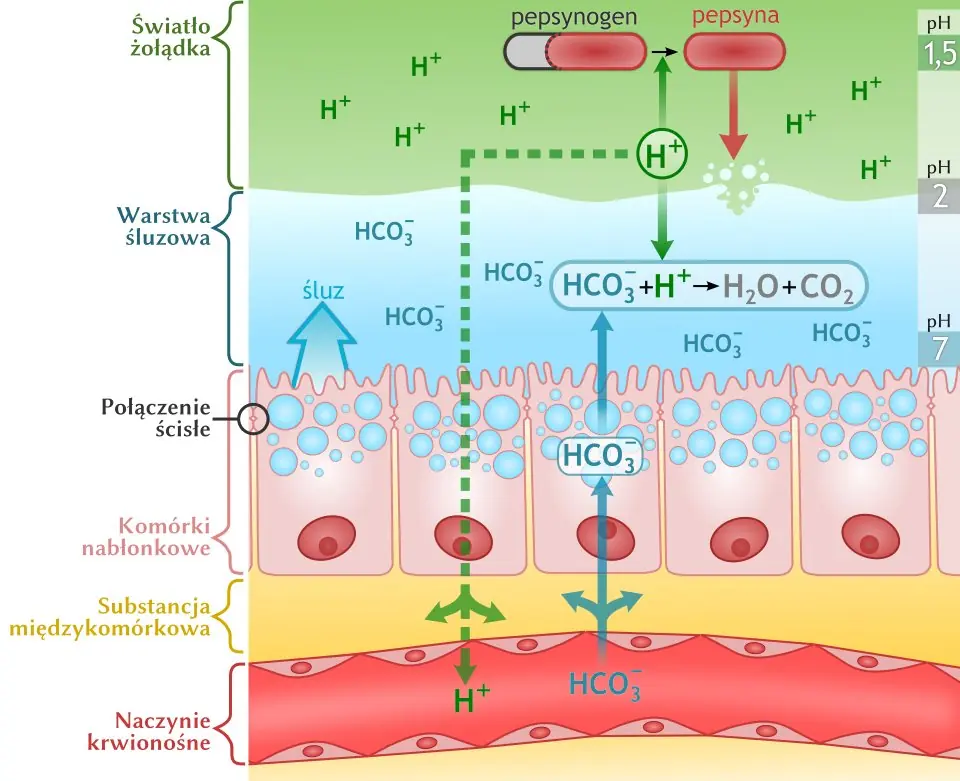 Światło
żołądka
pepsynogen
pepsyna
pH
1,5
H⁺
H⁺
H⁺
H⁺
H⁺
H⁺
H⁺
H⁺
pH
2
Warstwa
śluzowa
HCO₃⁻
HCO₃⁻
HCO₃⁻+H⁺→H₂O+CO₂
śluz
HCO₃⁻
HCO₃⁻
HCO₃⁻
pH
7
Połączenie
ścisłe
HCO₃⁻
Komórki
nabłonkowe
Substancja
międzykomórkowa
H⁺
HCO₃⁻
Naczynie
krwionośne